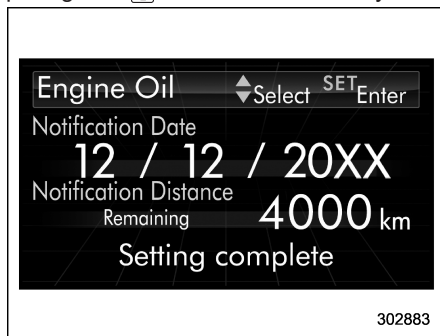 Engine Oil Select SET Enter
Notification Date
12 / 12 / 20XX
Notification Distance
Remaining 4000 km
Setting complete
302883